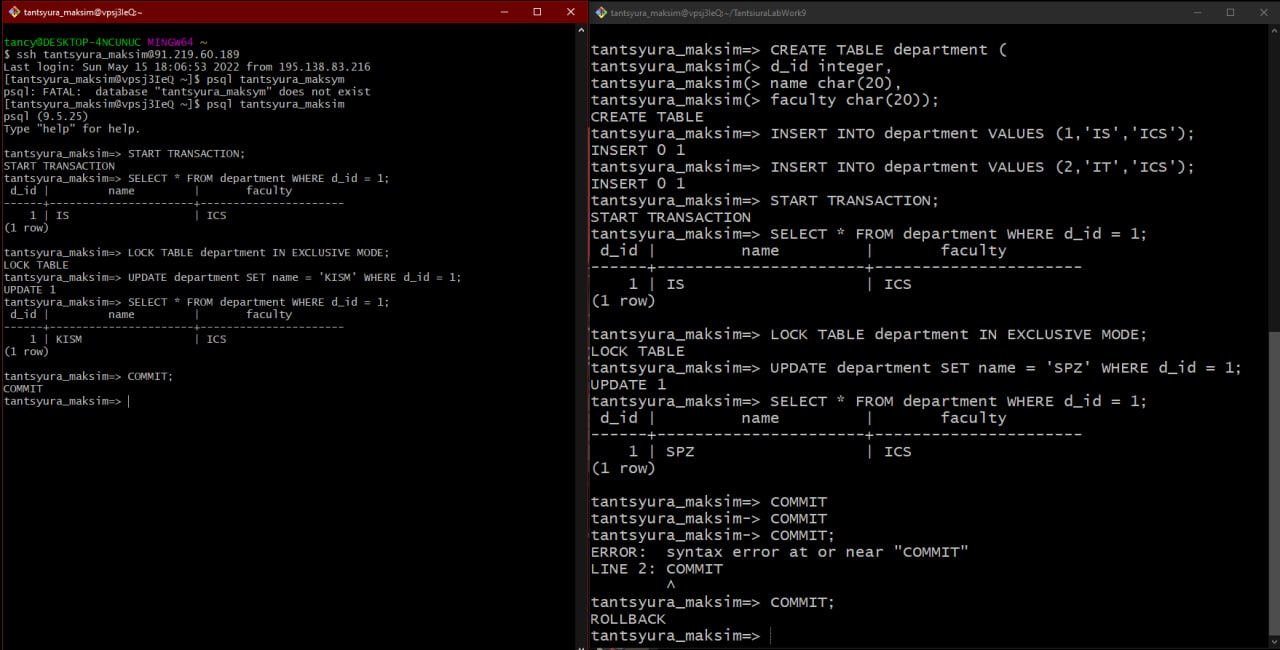 tantsyura_maksim@vpsj3IeQ:~
tancy@DESKTOP-4NCUNUC MINGW64 ~
$ ssh tantsyura_maksim@91.219.60.189
Last login: Sun May 15 18:06:53 2022 from 195.138.83.216
[tantsyura_maksim@vpsj3IeQ ~]$ psql tantsyura_maksym
psql: FATAL:  database "tantsyura_maksym" does not exist
[tantsyura_maksim@vpsj3IeQ ~]$ psql tantsyura_maksim
psql (9.5.25)
Type "help" for help.
tantsyura_maksim=> START TRANSACTION;
START TRANSACTION
tantsyura_maksim=> SELECT * FROM department WHERE d_id = 1;
 d_id |         name         |       faculty
------+----------------------+----------------------
    1 | IS                   | ICS
(1 row)
tantsyura_maksim=> LOCK TABLE department IN EXCLUSIVE MODE;
LOCK TABLE
tantsyura_maksim=> UPDATE department SET name = 'KISM' WHERE d_id = 1;
UPDATE 1
tantsyura_maksim=> SELECT * FROM department WHERE d_id = 1;
 d_id |         name         |       faculty
------+----------------------+----------------------
    1 | KISM                 | ICS
(1 row)
tantsyura_maksim=> COMMIT;
COMMIT
tantsyura_maksim=>
tantsyura_maksim@vpsj3IeQ:~/TantsiuraLabWork9
tantsyura_maksim=> CREATE TABLE department (
tantsyura_maksim(> d_id integer,
tantsyura_maksim(> name char(20),
tantsyura_maksim(> faculty char(20));
CREATE TABLE
tantsyura_maksim=> INSERT INTO department VALUES (1,'IS','ICS');
INSERT 0 1
tantsyura_maksim=> INSERT INTO department VALUES (2,'IT','ICS');
INSERT 0 1
tantsyura_maksim=> START TRANSACTION;
START TRANSACTION
tantsyura_maksim=> SELECT * FROM department WHERE d_id = 1;
 d_id |         name         |       faculty
------+----------------------+----------------------
    1 | IS                   | ICS
(1 row)
tantsyura_maksim=> LOCK TABLE department IN EXCLUSIVE MODE;
LOCK TABLE
tantsyura_maksim=> UPDATE department SET name = 'SPZ' WHERE d_id = 1;
UPDATE 1
tantsyura_maksim=> SELECT * FROM department WHERE d_id = 1;
 d_id |         name         |       faculty
------+----------------------+----------------------
    1 | SPZ                  | ICS
(1 row)
tantsyura_maksim=> COMMIT
tantsyura_maksim-> COMMIT
tantsyura_maksim-> COMMIT;
ERROR:  syntax error at or near "COMMIT"
LINE 2: COMMIT
        ^
tantsyura_maksim=> COMMIT;
ROLLBACK
tantsyura_maksim=>